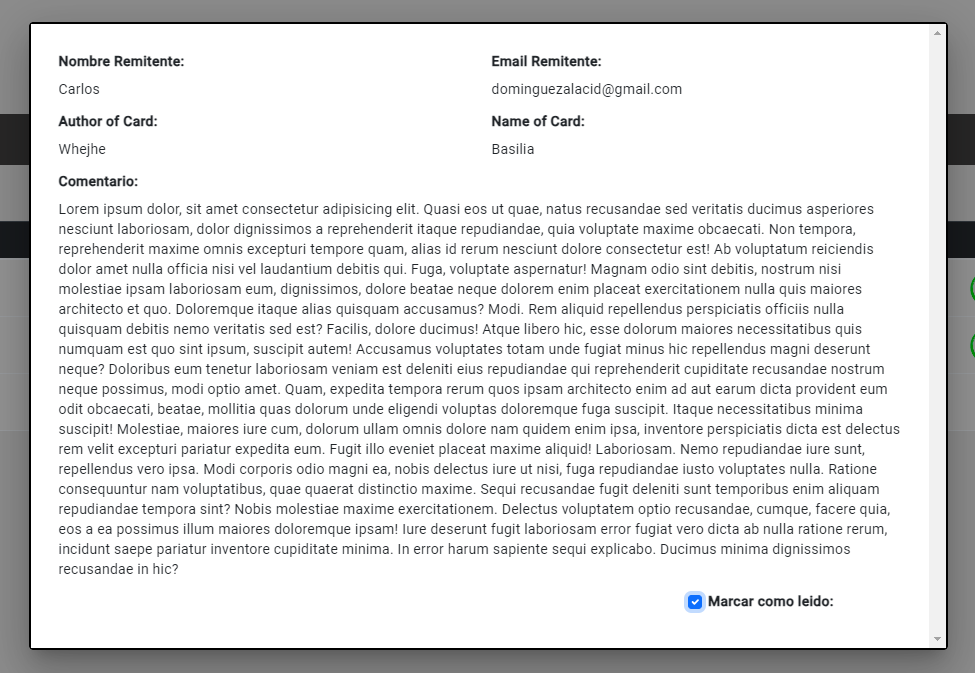 Nombre Remitente: Email Remitente:
Carlos dominguezalacid@gmail.com
Author of Card: Name of Card:
Whejhe Basilia
Comentario:
Lorem ipsum dolor, sit amet consectetur adipisicing elit. Quasi eos ut quae, natus recusandae sed veritatis ducimus asperiores
nesciunt laboriosam, dolor dignissimos a reprehenderit itaque repudiandae, quia voluptate maxime obcaecati. Non tempora,
reprehenderit maxime omnis excepturi tempore quam, alias id rerum nesciunt dolore consectetur est! Ab voluptatum reiciendis
dolor amet nulla officia nisi vel laudantium debitis qui. Fuga, voluptate aspernatur! Magnam odio sint debitis, nostrum nisi
molestiae ipsam laboriosam eum, dignissimos, dolore beatae neque dolorem enim placeat exercitationem nulla quis maiores
architecto et quo. Doloremque itaque alias quisquam accusamus? Modi. Rem aliquid repellendus perspiciatis officiis nulla
quisquam debitis nemo veritatis sed est? Facilis, dolore ducimus! Atque libero hic, esse dolorum maiores necessitatibus quis
numquam est quo sint ipsum, suscipit autem! Accusamus voluptates totam unde fugiat minus hic repellendus magni deserunt
neque? Doloribus eum tenetur laboriosam veniam est deleniti eius repudiandae qui reprehenderit cupiditate recusandae nostrum
neque possimus, modi optio amet. Quam, expedita tempora rerum quos ipsam architecto enim ad aut earum dicta provident eum
odit obcaecati, beatae, mollitia quas dolorum unde eligendi voluptas doloremque fuga suscipit. Itaque necessitatibus minima
suscipit! Molestiae, maiores iure cum, dolorum ullam omnis dolore nam quidem enim ipsa, inventore perspiciatis dicta est delectus
rem velit excepturi pariatur expedita eum. Fugit illo eveniet placeat maxime aliquid! Laboriosam. Nemo repudiandae iure sunt,
repellendus vero ipsa. Modi corporis odio magni ea, nobis delectus iure ut nisi, fuga repudiandae iusto voluptates nulla. Ratione
consequuntur nam voluptatibus, quae quaerat distinctio maxime. Sequi recusandae fugit deleniti sunt temporibus enim aliquam
repudiandae tempora sint? Nobis molestiae maxime exercitationem. Delectus voluptatem optio recusandae, cumque, facere quia,
eos a ea possimus illum maiores doloremque ipsam! Iure deserunt fugit laboriosam error fugiat vero dicta ab nulla ratione rerum,
incidunt saepe pariatur inventore cupiditate minima. In error harum sapiente sequi explicabo. Ducimus minima dignissimos
recusandae in hic?
Marcar como leido: